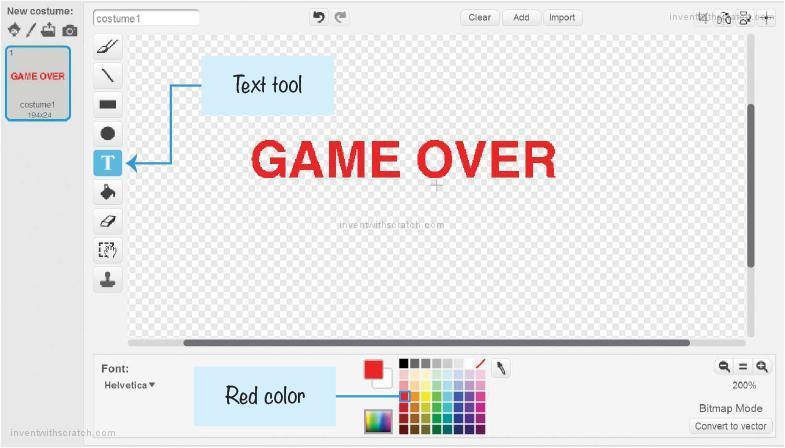 New costume:
costume1
Clear
Add
Import
inventwithscratch.com
1
GAME OVER
costume1
194x24
Text tool
T
GAME OVER
inventwithscratch.com
Font:
Helvetica
Red color
200%
Bitmap Mode
Convert to vector
inventwithscratch.com